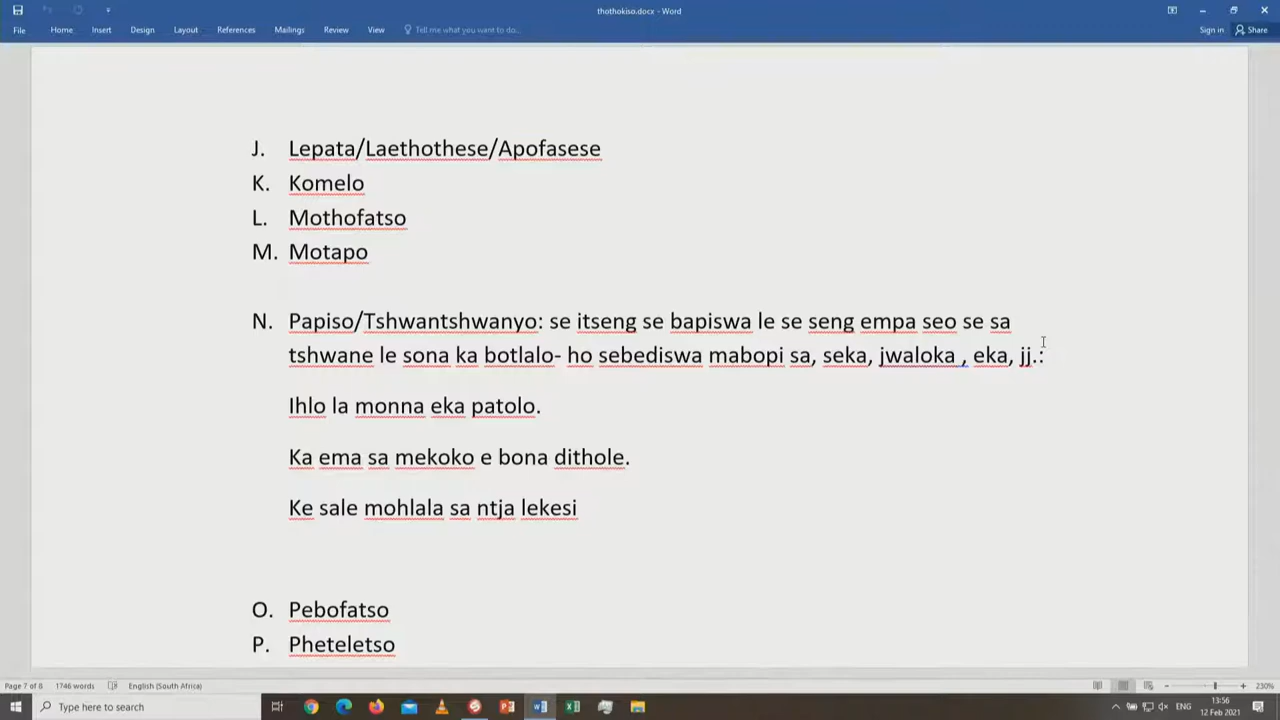 thothokiso.docx - Word
File Home Insert Design Layout References Mailings Review View Tell me what you want to do... Sign in Share
J. Lepata/Laethothese/Apofasese
K. Komelo
L. Mothofatso
M. Motapo
N. Papiso/Tshwantshwanyo: se itseng se bapiswa le se seng empa seo se sa
tshwane le sona ka botlalo- ho sebediswa mabopi sa, seka, jwaloka , eka, jj.:
Ihlo la monna eka patolo.
Ka ema sa mekoko e bona dithole.
Ke sale mohlala sa ntja lekesi
O. Pebofatso
P. Pheteletso
Page 7 of 8 1746 words English (South Africa) 230%
Type here to search ENG 13:56
12 Feb 2021